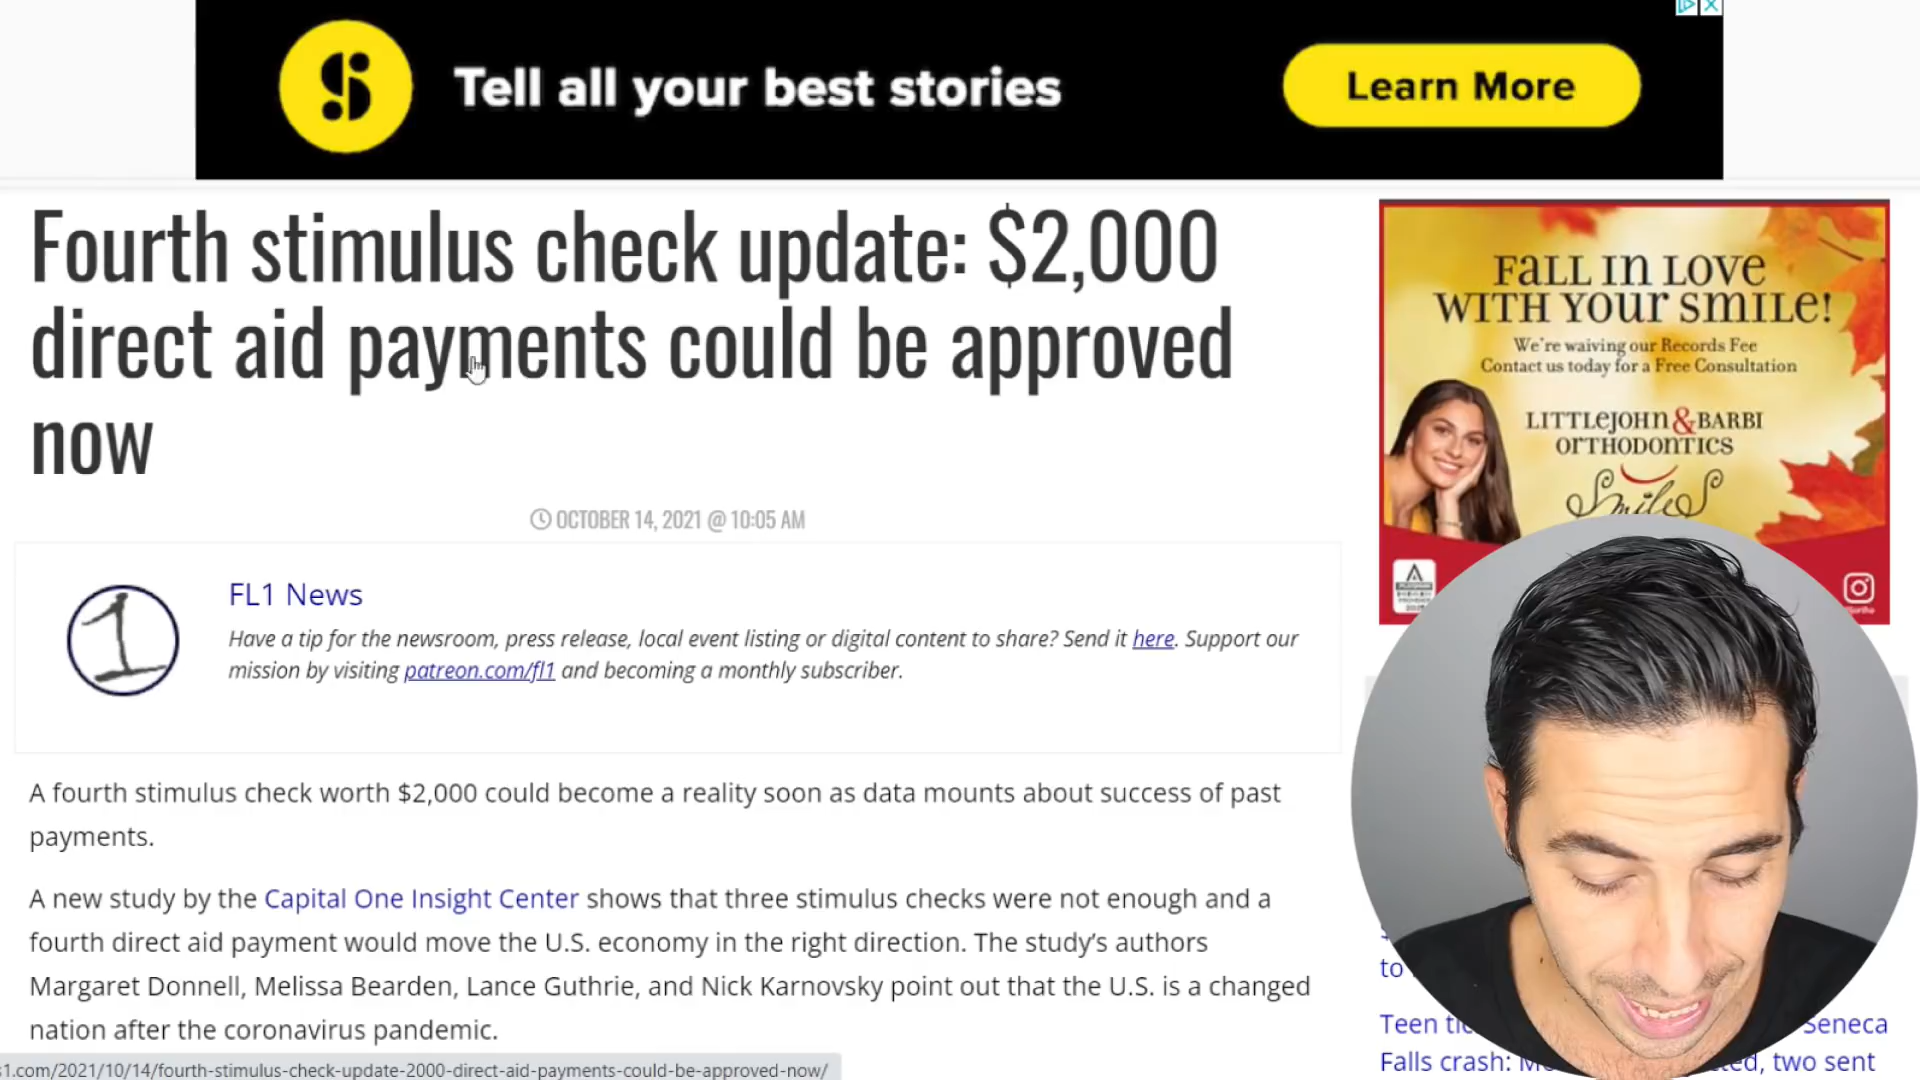 Tell all your best stories
Learn More
Fourth stimulus check update: $2,000
direct aid payments could be approved
now
OCTOBER 14, 2021 @ 10:05 AM
FL1 News
Have a tip for the newsroom, press release, local event listing or digital content to share? Send it here. Support our
mission by visiting patreon.com/fl1 and becoming a monthly subscriber.
A fourth stimulus check worth $2,000 could become a reality soon as data mounts about success of past
payments.
A new study by the Capital One Insight Center shows that three stimulus checks were not enough and a
fourth direct aid payment would move the U.S. economy in the right direction. The study’s authors
Margaret Donnell, Melissa Bearden, Lance Guthrie, and Nick Karnovsky point out that the U.S. is a changed
nation after the coronavirus pandemic.
s1.com/2021/10/14/fourth-stimulus-check-update-2000-direct-aid-payments-could-be-approved-now/
FALL IN LOVE
WITH YOUR SMILE!
We're waiving our Records Fee
Contact us today for a Free Consultation
LITTLEJOHN & BARBI
ORTHODONTICS
Smiles
to
Teen Seneca
Falls crash: two sent